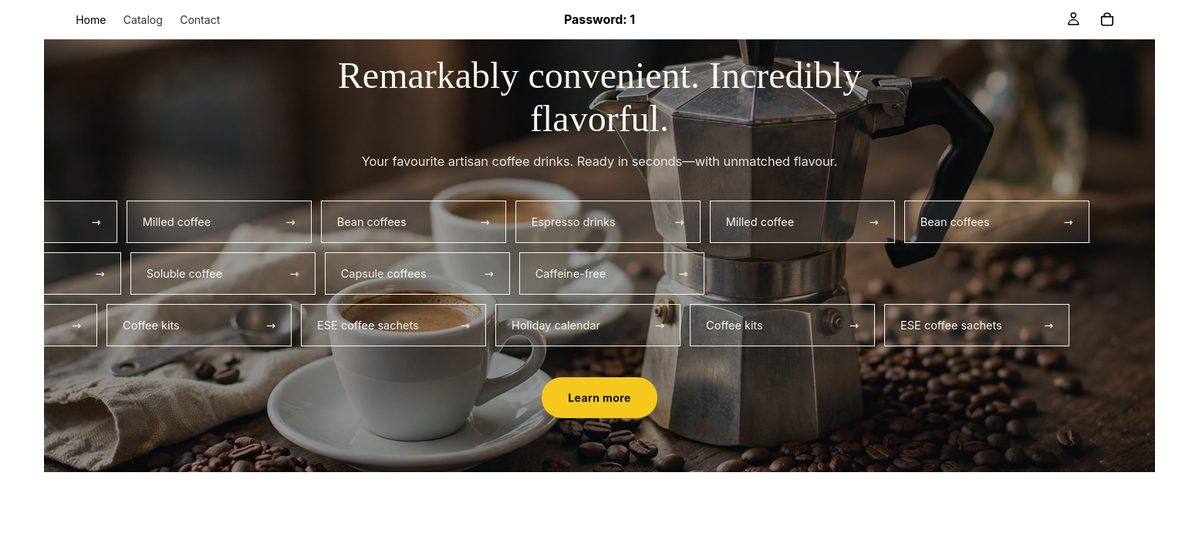 Home Catalog Contact Password: 1
Remarkably convenient. Incredibly
flavorful.
Your favourite artisan coffee drinks. Ready in seconds—with unmatched flavour.
→ Milled coffee → Bean coffees → Espresso drinks → Milled coffee → Bean coffees →
→ Soluble coffee → Capsule coffees → Caffeine-free →
→ Coffee kits → ESE coffee sachets → Holiday calendar → Coffee kits → ESE coffee sachets →
Learn more